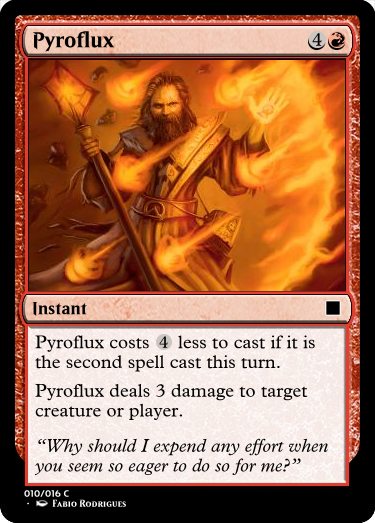 Pyroflux 4
Instant
Pyroflux costs 4 less to cast if it is
the second spell cast this turn.
Pyroflux deals 3 damage to target
creature or player.
“Why should I expend any effort when
you seem so eager to do so for me?”
010/016 C
· Fabio Rodrigues